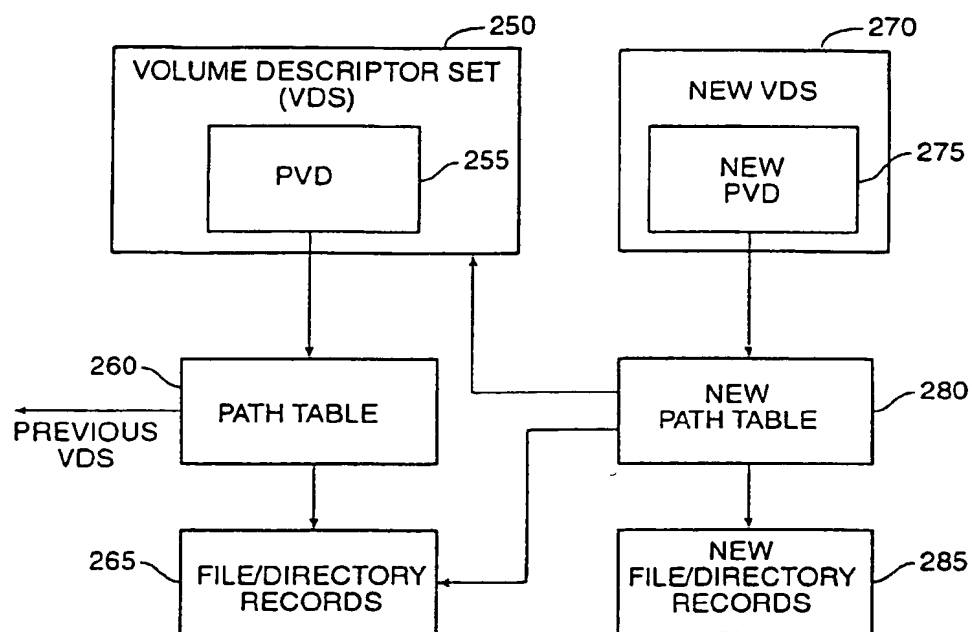 250
VOLUME DESCRIPTOR SET
(VDS)
PVD
255
270
NEW VDS
NEW
PVD
275
260
PATH TABLE
PREVIOUS
VDS
NEW
PATH TABLE
280
265
FILE/DIRECTORY
RECORDS
NEW
FILE/DIRECTORY
RECORDS
285